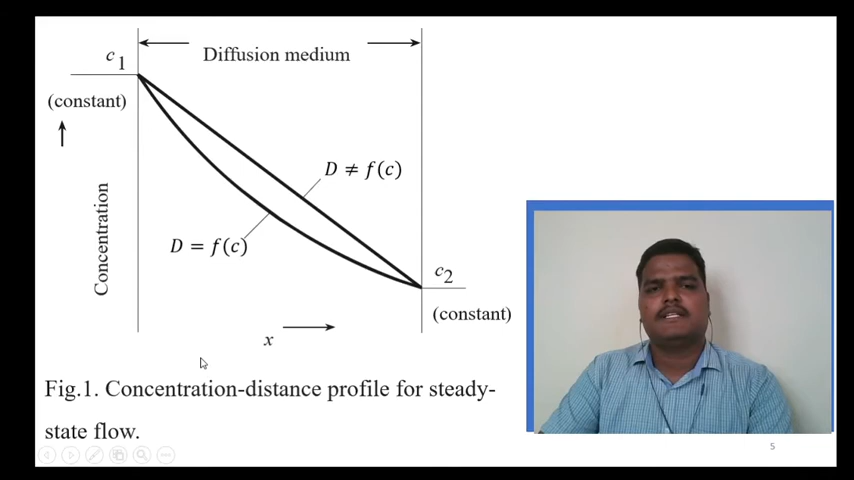 Diffusion medium
c1
(constant)
D ≠ f(c)
Concentration
D = f(c)
c2
(constant)
x
Fig.1. Concentration-distance profile for steady-
state flow.
5